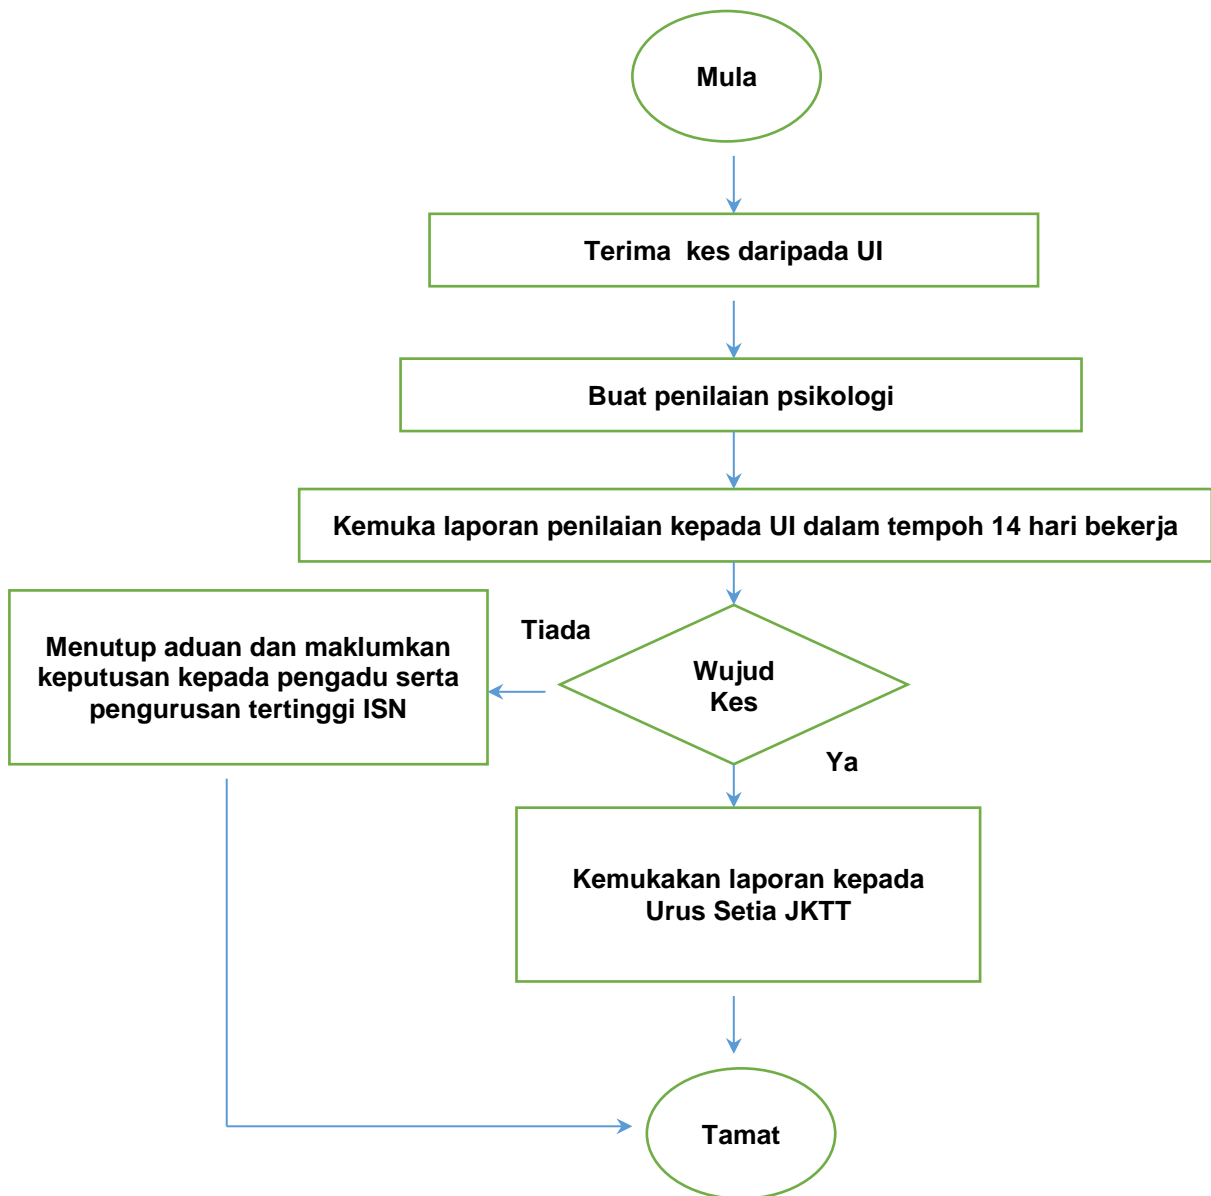 Mula
Terima  kes daripada UI
Buat penilaian psikologi
Kemuka laporan penilaian kepada UI dalam tempoh 14 hari bekerja
Tiada
Menutup aduan dan maklumkan
keputusan kepada pengadu serta
pengurusan tertinggi ISN
Wujud
Kes
Ya
Kemukakan laporan kepada
Urus Setia JKTT
Tamat